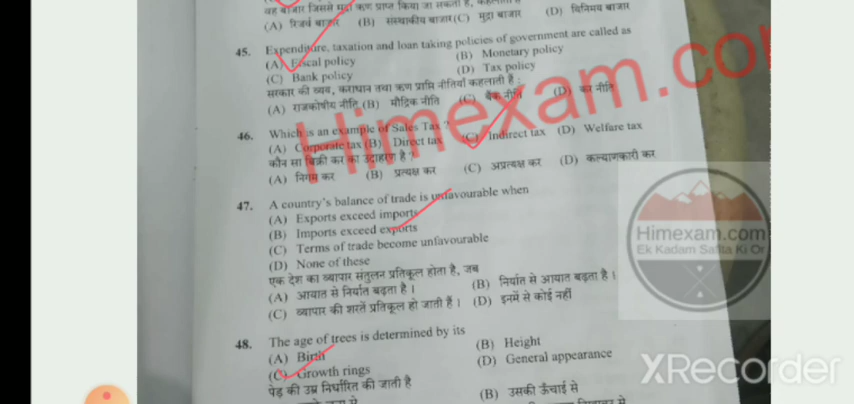 वह बाजार जिससे मुद्रा ऋण प्राप्त किया जा सकता है,
(A) रिजर्व बाजार (B) संस्थाकीय बाजार (C) मुद्रा बाजार (D) विनिमय बाजार
45. Expenditure, taxation and loan taking policies of government are called as
(A) Fiscal policy (B) Monetary policy
(C) Bank policy (D) Tax policy
सरकार की व्यय, कराधान तथा ऋण प्राप्ति नीतियाँ कहलाती हैं :
(A) राजकोषीय नीति (B) मौद्रिक नीति (C) बैंक नीति (D) कर नीति
46. Which is an example of Sales Tax ?
(A) Corporate tax (B) Direct tax (C) Indirect tax (D) Welfare tax
कौन सा बिक्री कर का उदाहरण है ?
(A) निगम कर (B) प्रत्यक्ष कर (C) अप्रत्यक्ष कर (D) कल्याणकारी कर
47. A country's balance of trade is unfavourable when
(A) Exports exceed imports
(B) Imports exceed exports
(C) Terms of trade become unfavourable
(D) None of these
एक देश का व्यापार संतुलन प्रतिकूल होता है, जब
(A) आयात से निर्यात बढ़ता है । (B) निर्यात से आयात बढ़ता है ।
(C) व्यापार की शर्तें प्रतिकूल हो जाती हैं । (D) इनमें से कोई नहीं
48. The age of trees is determined by its
(A) Birth (B) Height
(C) Growth rings (D) General appearance
पेड़ की उम्र निर्धारित की जाती है
(B) उसकी ऊँचाई से
Himexam.com
Himexam.com
Ek Kadam Safalta Ki Or
XRecorder